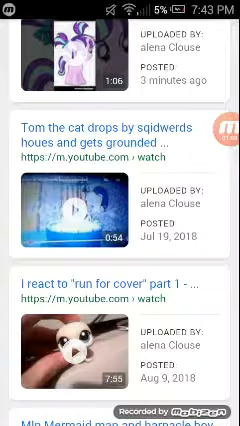 5% 7:43 PM
UPLOADED BY:
alena Clouse
POSTED:
3 minutes ago
1:06
Tom the cat drops by sqidwerds
houes and gets grounded ...
https://m.youtube.com › watch
UPLOADED BY:
alena Clouse
POSTED:
Jul 19, 2018
0:54
I react to "run for cover" part 1 - ...
https://m.youtube.com › watch
UPLOADED BY:
alena Clouse
POSTED:
Aug 9, 2018
7:55
Recorded by Mobizen
Mlp Mermaid man and barnacle boy